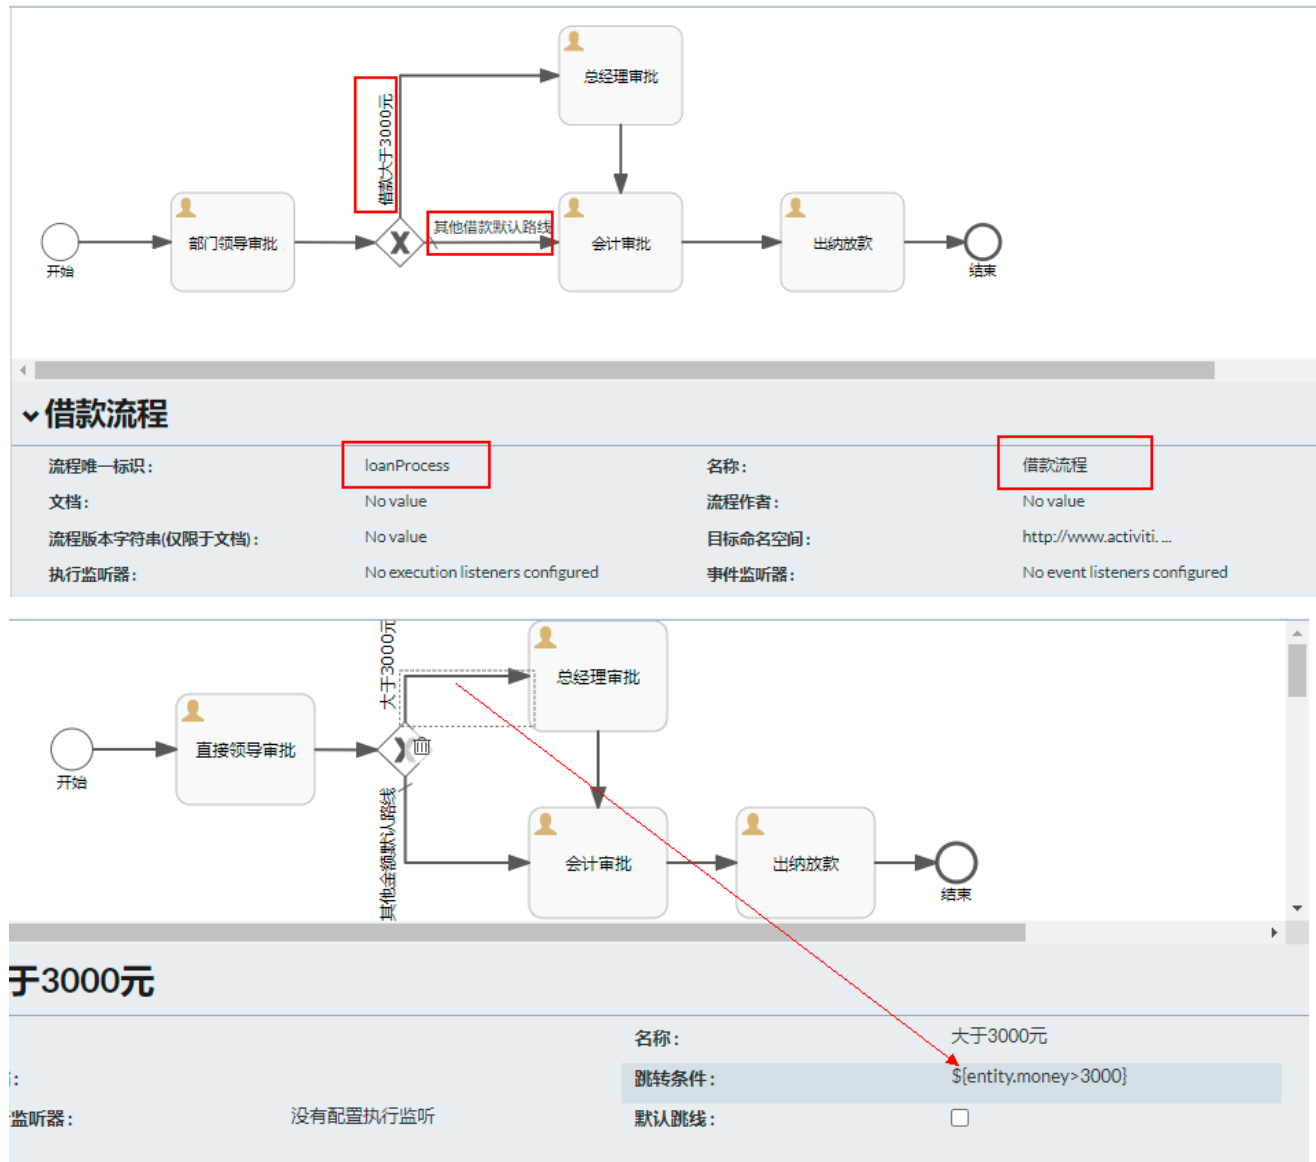 总经理审批
借款大于3000元
其他借款默认路线
部门领导审批
会计审批
出纳放款
开始
结束
借款流程
流程唯一标识: loanProcess 名称: 借款流程
文档: No value 流程作者: No value
流程版本字符串(仅限于文档): No value 目标命名空间: http://www.activiti. ...
执行监听器: No execution listeners configured 事件监听器: No event listeners configured
大于3000元
总经理审批
直接领导审批
开始
其他金额默认路线
会计审批
出纳放款
结束
于3000元
名称: 大于3000元
: 跳转条件: ${entity.money>3000}
监听器: 没有配置执行监听 默认跳线: